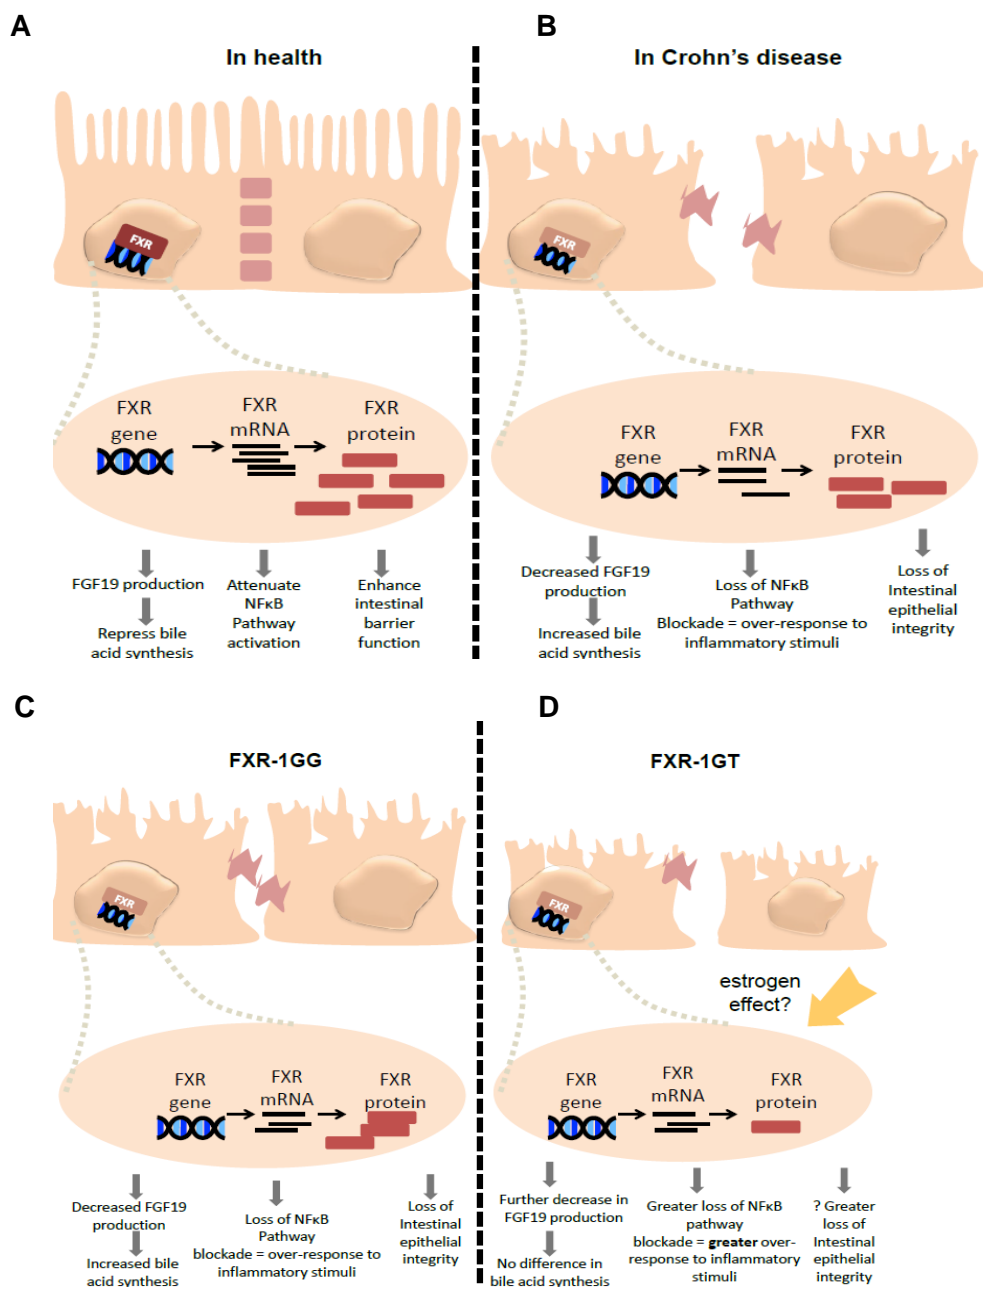 A
In health
FXR
FXR
gene
FXR
mRNA
FXR
protein
FGF19 production
Repress bile
acid synthesis
Attenuate
NFκB
Pathway
activation
Enhance
intestinal
barrier
function
B
In Crohn's disease
FXR
FXR
gene
FXR
mRNA
FXR
protein
Decreased FGF19
production
Increased bile
acid synthesis
Loss of NFκB
Pathway
Blockade = over-response to
inflammatory stimuli
Loss of
Intestinal
epithelial
integrity
C
FXR-1GG
FXR
FXR
gene
FXR
mRNA
FXR
protein
Decreased FGF19
production
Increased bile
acid synthesis
Loss of NFκB
Pathway
blockade = over-response to
inflammatory stimuli
Loss of
Intestinal
epithelial
integrity
D
FXR-1GT
FXR
estrogen
effect?
FXR
gene
FXR
mRNA
FXR
protein
Further decrease in
FGF19 production
No difference in
bile acid synthesis
Greater loss of NFκB
pathway
blockade = greater over-
response to inflammatory
stimuli
? Greater
loss of
Intestinal
epithelial
integrity